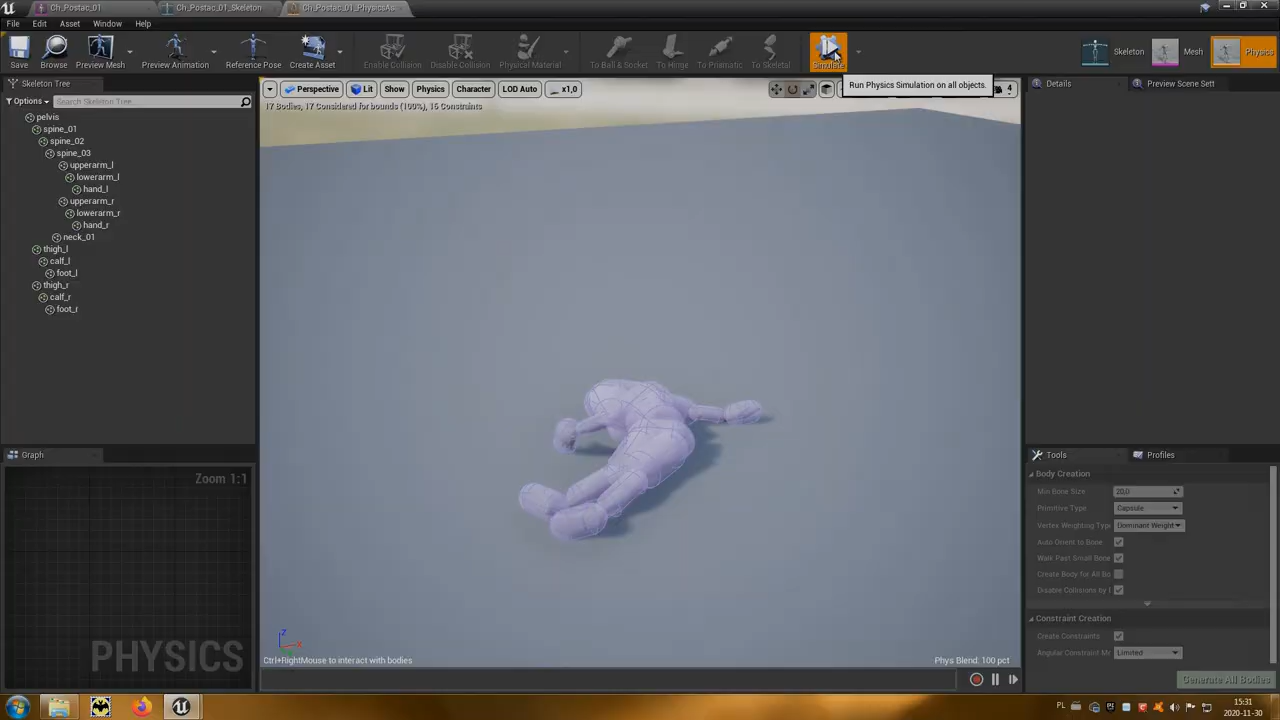 Ch_Postac_01
Ch_Postac_01_Skeleton
Ch_Postac_01_PhysicsAs
File Edit Asset Window Help
Save
Browse
Preview Mesh
Preview Animation
Reference Pose
Create Asset
Enable Collision
Disable Collision
Physical Material
To Ball & Socket
To Hinge
To Prismatic
To Skeletal
Simulate
Skeleton
Mesh
Physics
Run Physics Simulation on all objects.
Skeleton Tree
Options
Search Skeleton Tree...
pelvis
spine_01
spine_02
spine_03
upperarm_l
lowerarm_l
hand_l
upperarm_r
lowerarm_r
hand_r
neck_01
thigh_l
calf_l
foot_l
thigh_r
calf_r
foot_r
Perspective
Lit
Show
Physics
Character
LOD Auto
x1,0
4
17 Bodies, 17 Considered for bounds (100%), 16 Constraints
Details
Preview Scene Sett
Graph
Zoom 1:1
PHYSICS
Ctrl+RightMouse to interact with bodies
Phys Blend: 100 pct
Z
X
Tools
Profiles
Body Creation
Min Bone Size
20,0
Primitive Type
Capsule
Vertex Weighting Typ
Dominant Weight
Auto Orient to Bone
Walk Past Small Bone
Create Body for All Bo
Disable Collisions by
Constraint Creation
Create Constraints
Angular Constraint Mo
Limited
Generate All Bodies
PL
15:31
2020-11-30